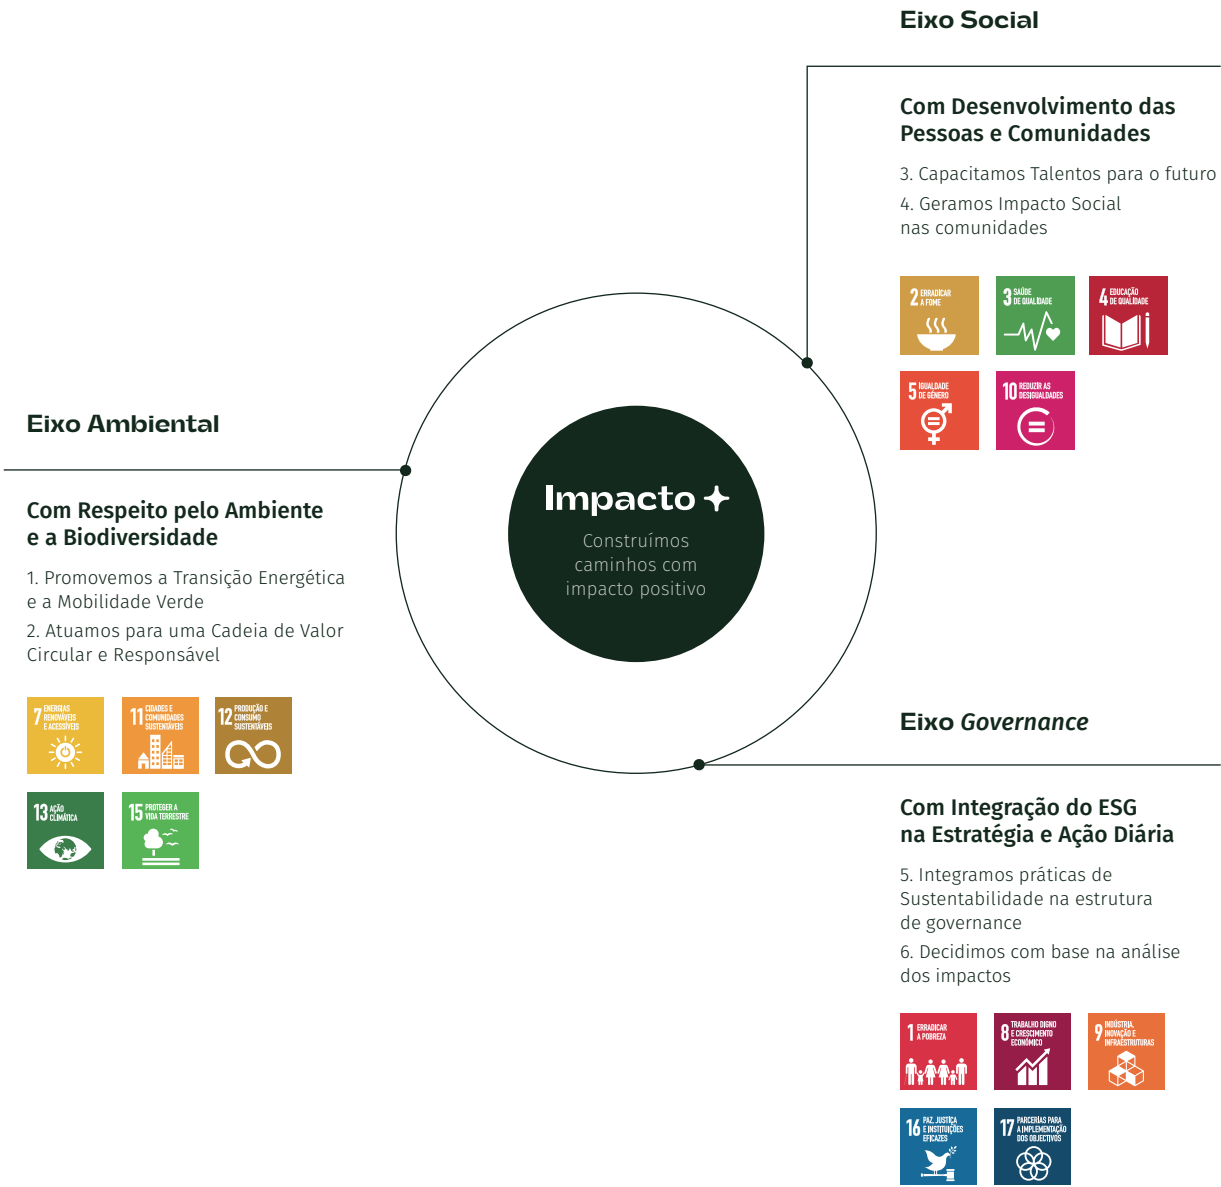 Eixo Social
Com Desenvolvimento das
Pessoas e Comunidades
3. Capacitamos Talentos para o futuro
4. Geramos Impacto Social
nas comunidades
2 ERRADICAR
A FOME
3 SAÚDE
DE QUALIDADE
4 EDUCAÇÃO
DE QUALIDADE
5 IGUALDADE
DE GÉNERO
10 REDUZIR AS
DESIGUALDADES
Eixo Ambiental
Com Respeito pelo Ambiente
e a Biodiversidade
1. Promovemos a Transição Energética
e a Mobilidade Verde
2. Atuamos para uma Cadeia de Valor
Circular e Responsável
7 ENERGIAS
RENOVÁVEIS
E ACESSÍVEIS
11 CIDADES E
COMUNIDADES
SUSTENTÁVEIS
12 PRODUÇÃO E
CONSUMO
SUSTENTÁVEIS
13 AÇÃO
CLIMÁTICA
15 PROTEGER A
VIDA TERRESTRE
Impacto
Construímos
caminhos com
impacto positivo
Eixo Governance
Com Integração do ESG
na Estratégia e Ação Diária
5. Integramos práticas de
Sustentabilidade na estrutura
de governance
6. Decidimos com base na análise
dos impactos
1 ERRADICAR
A POBREZA
8 TRABALHO DIGNO
E CRESCIMENTO
ECONÓMICO
9 INDÚSTRIA,
INOVAÇÃO E
INFRAESTRUTURAS
16 PAZ, JUSTIÇA
E INSTITUIÇÕES
EFICAZES
17 PARCERIAS PARA
A IMPLEMENTAÇÃO
DOS OBJECTIVOS